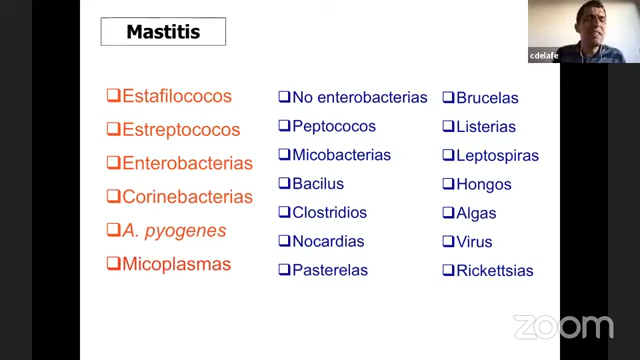 Mastitis
cdelafe
Estafilococos
Estreptococos
Enterobacterias
Corinebacterias
A. pyogenes
Micoplasmas
No enterobacterias
Peptococos
Micobacterias
Bacilus
Clostridios
Nocardias
Pasterelas
Brucelas
Listerias
Leptospiras
Hongos
Algas
Virus
Rickettsias
zoom